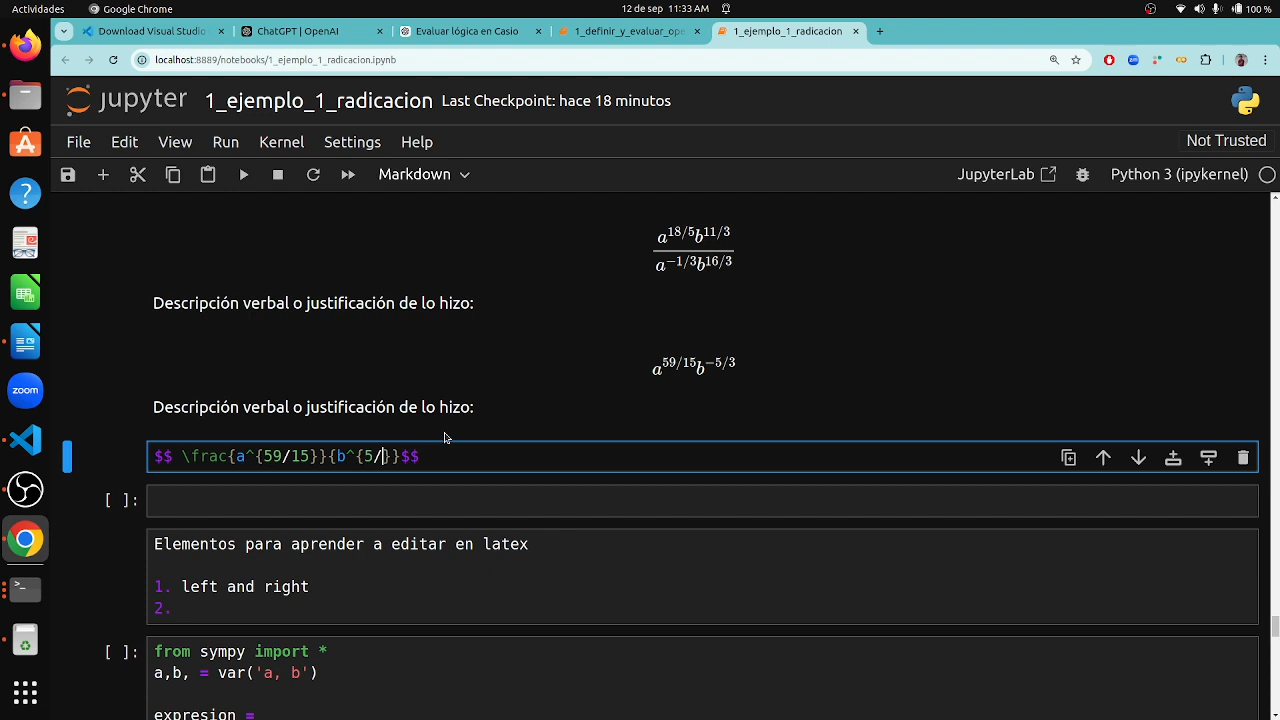 Actividades
Google Chrome
12 de sep 11:33 AM
100 %
Download Visual Studio
ChatGPT | OpenAI
Evaluar lógica en Casio
1_definir_y_evaluar_ope
1_ejemplo_1_radicacion
localhost:8889/notebooks/1_ejemplo_1_radicacion.ipynb
jupyter
1_ejemplo_1_radicacion
Last Checkpoint: hace 18 minutos
File Edit View Run Kernel Settings Help
Not Trusted
Markdown
JupyterLab
Python 3 (ipykernel)
a^{18/5}b^{11/3}
a^{-1/3}b^{16/3}
Descripción verbal o justificación de lo hizo:
a^{59/15}b^{-5/3}
Descripción verbal o justificación de lo hizo:
$$ \frac{a^{59/15}}{b^{5/}}$$
[ ]:
Elementos para aprender a editar en latex
1. left and right
2.
[ ]:
from sympy import *
a,b, = var('a, b')
expresion =
zoom